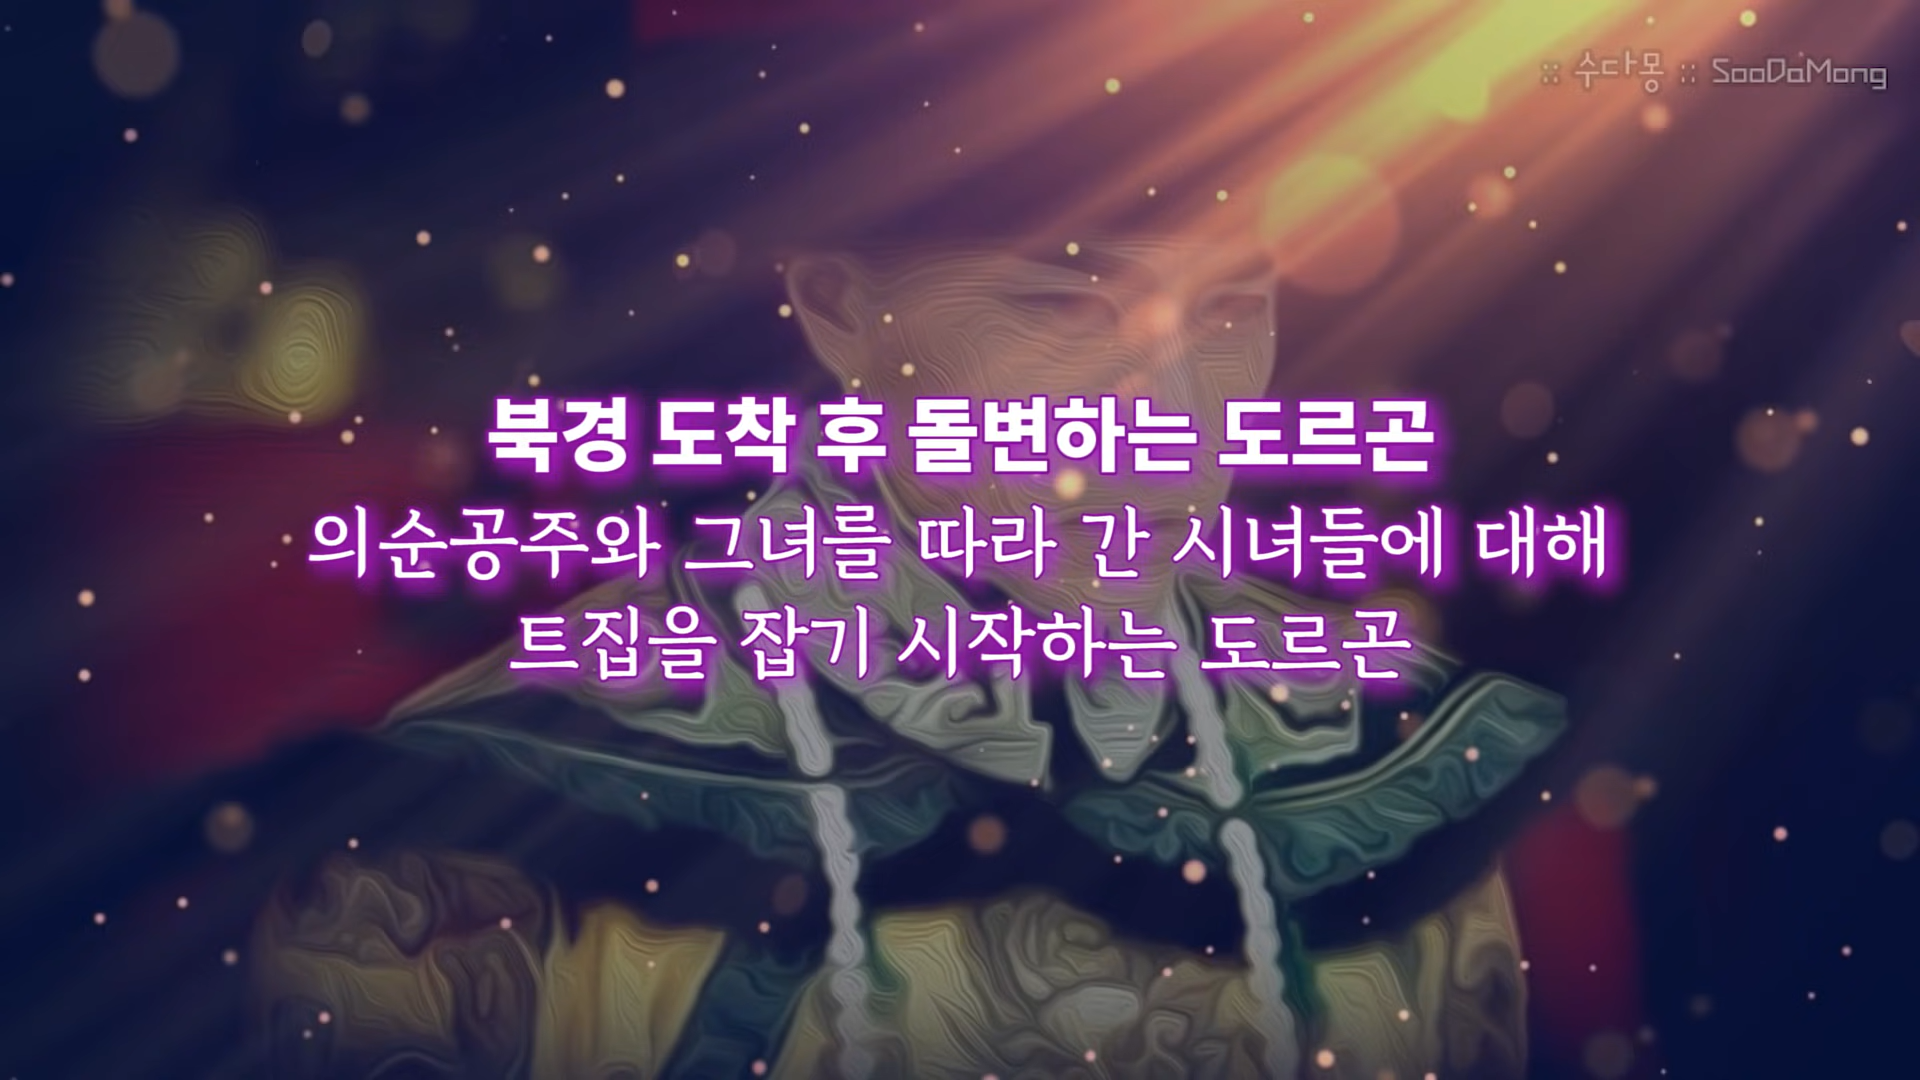 :: 수다몽 :: SooDaMong
북경 도착 후 돌변하는 도르곤
의순공주와 그녀를 따라 간 시녀들에 대해
트집을 잡기 시작하는 도르곤